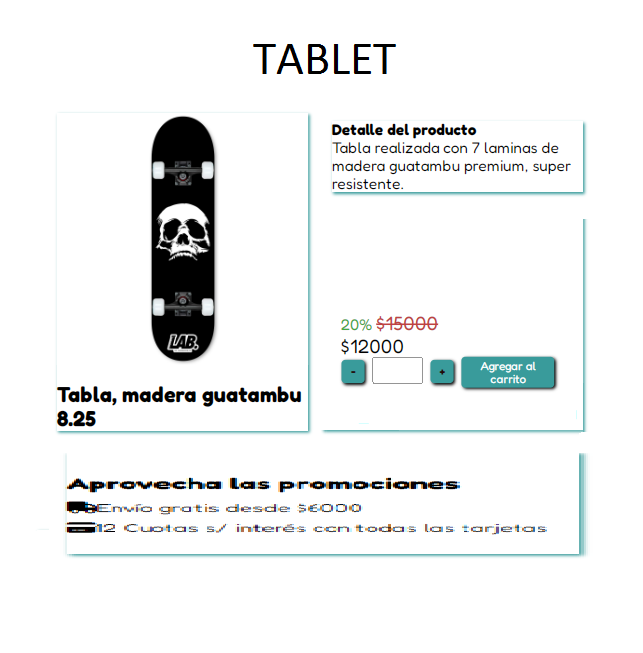 TABLET
LAB.
Tabla, madera guatambu
8.25
Detalle del producto
Tabla realizada con 7 laminas de
madera guatambu premium, super
resistente.
20% $15000
$12000
- + Agregar al
carrito
Aprovecha las promociones
Envío gratis desde $6000
12 Cuotas s/ interés con todas las tarjetas